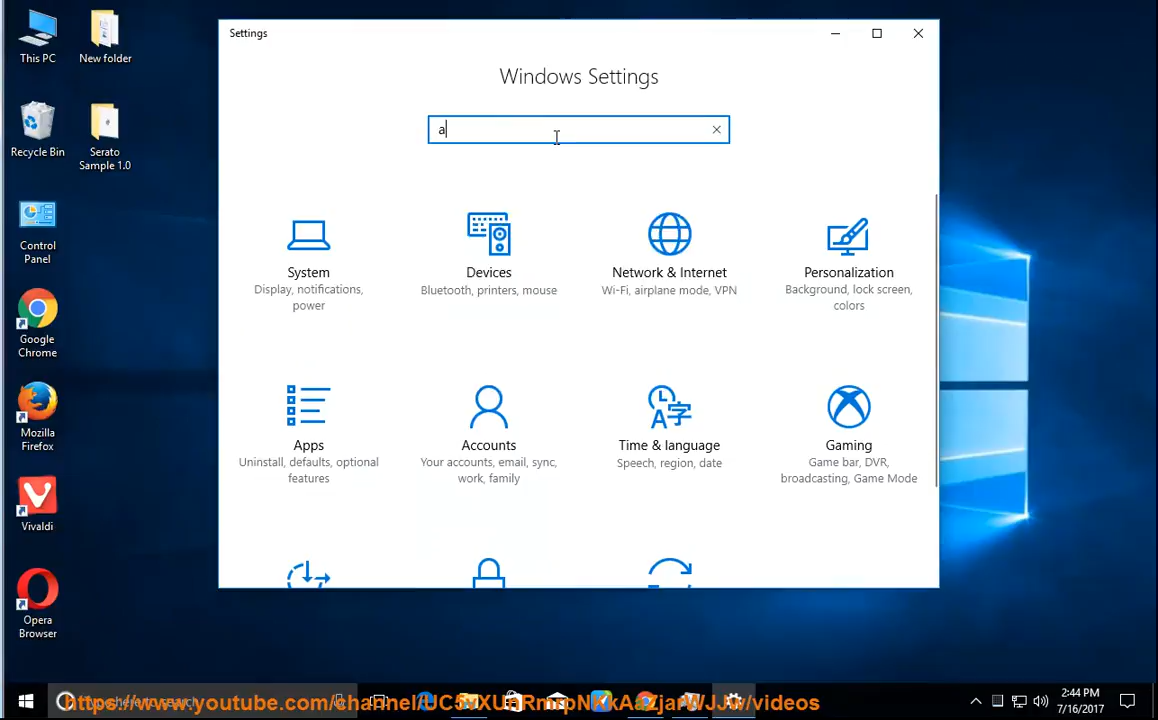 This PC
New folder
Recycle Bin
Serato
Sample 1.0
Control
Panel
Google
Chrome
Mozilla
Firefox
Vivaldi
Opera
Browser
Settings
Windows Settings
a
System
Display, notifications,
power
Devices
Bluetooth, printers, mouse
Network & Internet
Wi-Fi, airplane mode, VPN
Personalization
Background, lock screen,
colors
Apps
Uninstall, defaults, optional
features
Accounts
Your accounts, email, sync,
work, family
Time & language
Speech, region, date
Gaming
Game bar, DVR,
broadcasting, Game Mode
2:44 PM
7/16/2017